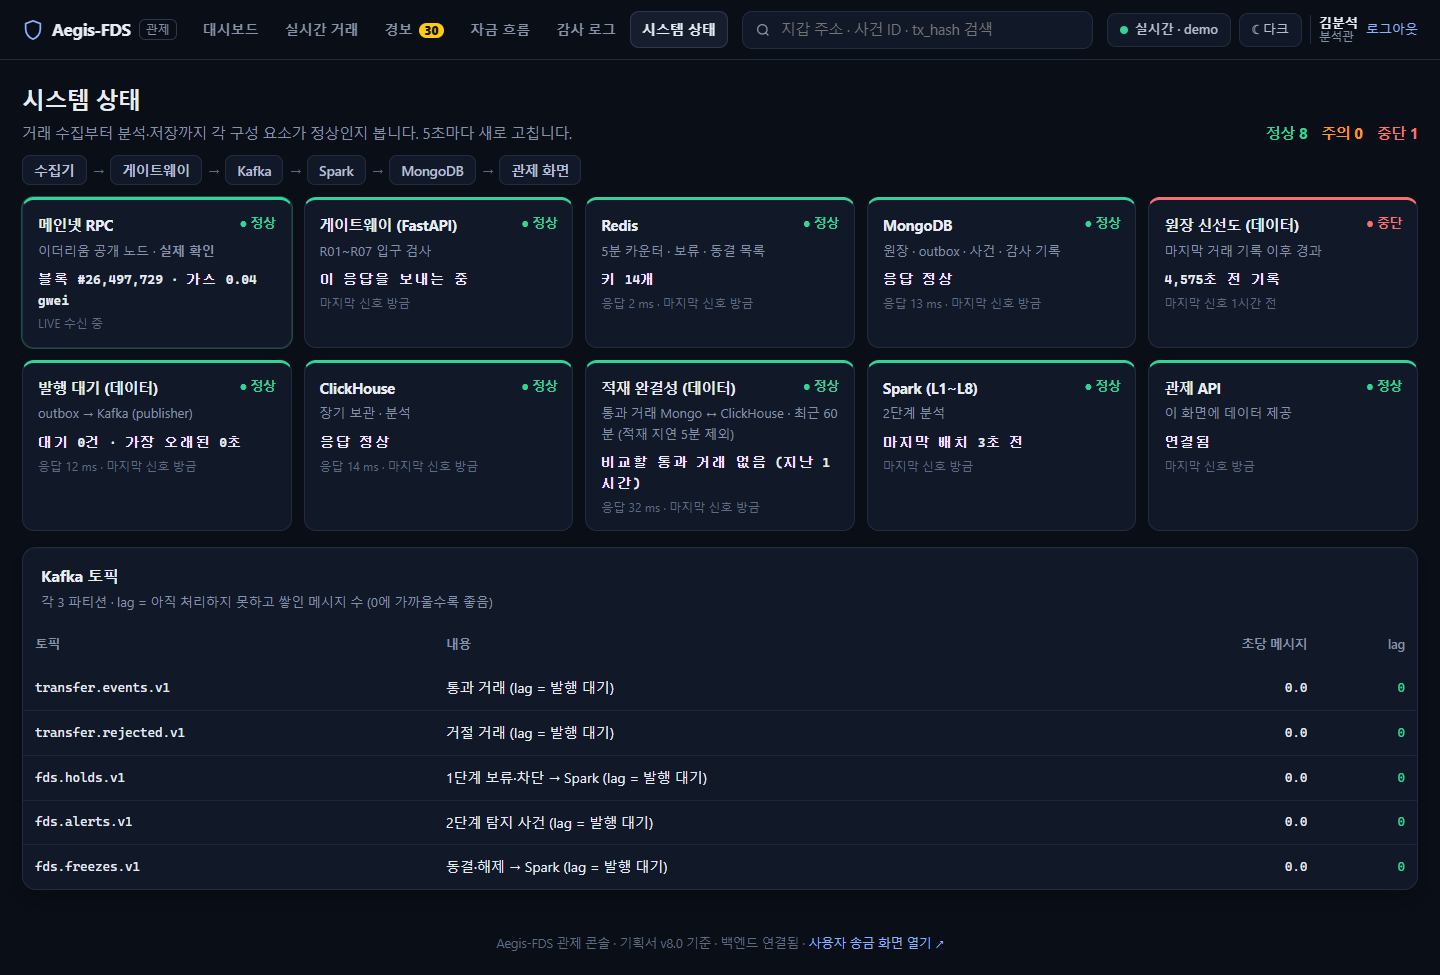 Aegis-FDS 관제 대시보드 실시간 거래 경보 30 자금 흐름 감사 로그 시스템 상태 지갑 주소 · 사건 ID · tx_hash 검색 실시간 · demo 다크 김분석 로그아웃
분석관
시스템 상태
거래 수집부터 분석·저장까지 각 구성 요소가 정상인지 봅니다. 5초마다 새로 고칩니다. 정상 8 주의 0 중단 1
수집기 → 게이트웨이 → Kafka → Spark → MongoDB → 관제 화면
메인넷 RPC • 정상
이더리움 공개 노드 · 실제 확인
블록 #26,497,729 · 가스 0.04
gwei
LIVE 수신 중
게이트웨이 (FastAPI) • 정상
R01~R07 입구 검사
이 응답을 보내는 중
마지막 신호 방금
Redis • 정상
5분 카운터 · 보류 · 동결 목록
키 14개
응답 2 ms · 마지막 신호 방금
MongoDB • 정상
원장 · outbox · 사건 · 감사 기록
응답 정상
응답 13 ms · 마지막 신호 방금
원장 신선도 (데이터) • 중단
마지막 거래 기록 이후 경과
4,575초 전 기록
마지막 신호 1시간 전
발행 대기 (데이터) • 정상
outbox → Kafka (publisher)
대기 0건 · 가장 오래된 0초
응답 12 ms · 마지막 신호 방금
ClickHouse • 정상
장기 보관 · 분석
응답 정상
응답 14 ms · 마지막 신호 방금
적재 완결성 (데이터) • 정상
통과 거래 Mongo ↔ ClickHouse · 최근 60
분 (적재 지연 5분 제외)
비교할 통과 거래 없음 (지난 1
시간)
응답 32 ms · 마지막 신호 방금
Spark (L1~L8) • 정상
2단계 분석
마지막 배치 3초 전
마지막 신호 방금
관제 API • 정상
이 화면에 데이터 제공
연결됨
마지막 신호 방금
Kafka 토픽
각 3 파티션 · lag = 아직 처리하지 못하고 쌓인 메시지 수 (0에 가까울수록 좋음)
토픽 내용 초당 메시지 lag
transfer.events.v1 통과 거래 (lag = 발행 대기) 0.0 0
transfer.rejected.v1 거절 거래 (lag = 발행 대기) 0.0 0
fds.holds.v1 1단계 보류·차단 → Spark (lag = 발행 대기) 0.0 0
fds.alerts.v1 2단계 탐지 사건 (lag = 발행 대기) 0.0 0
fds.freezes.v1 동결·해제 → Spark (lag = 발행 대기) 0.0 0
Aegis-FDS 관제 콘솔 · 기획서 v8.0 기준 · 백엔드 연결됨 · 사용자 송금 화면 열기 ↗